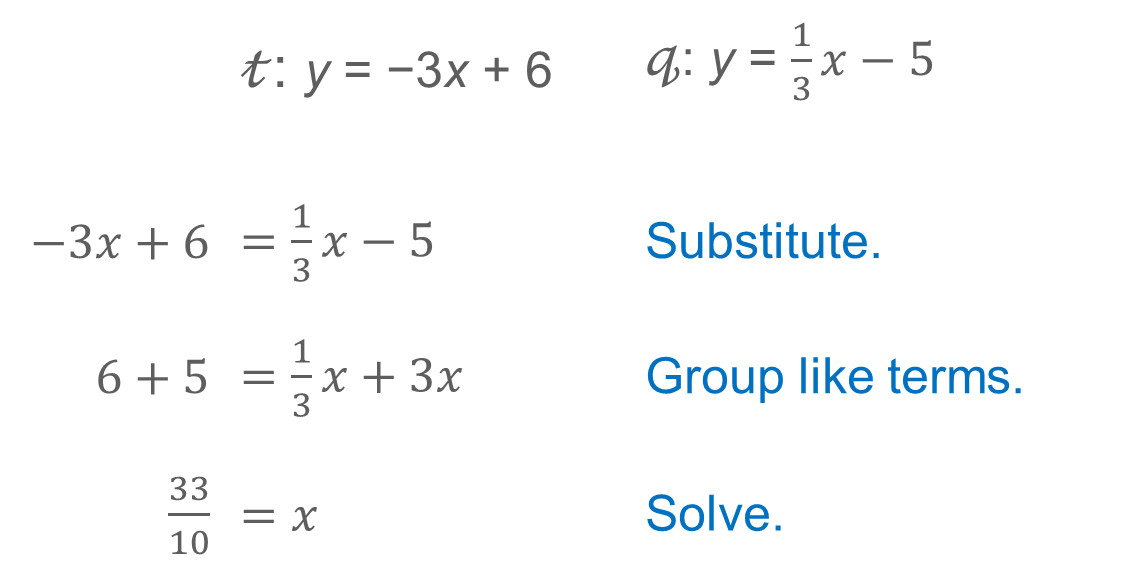 𝓉: y = −3x + 6 𝓆: y = 1/3 x − 5
−3x + 6 = 1/3 x − 5 Substitute.
6 + 5 = 1/3 x + 3x Group like terms.
33/10 = x Solve.